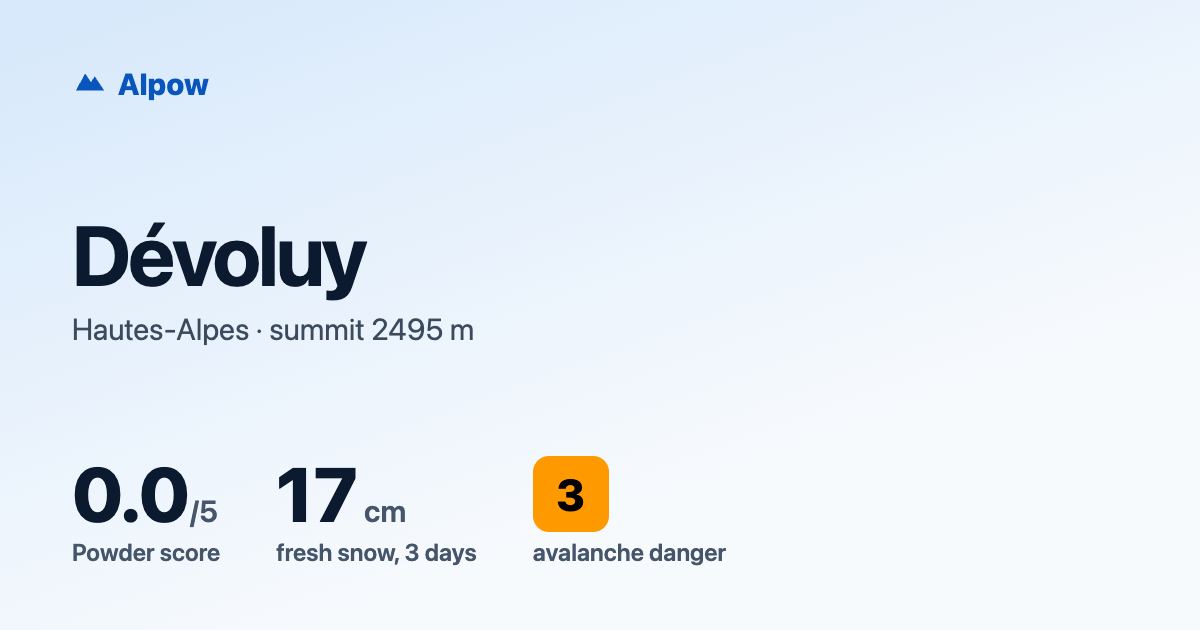 Alpow
Dévoluy
Hautes-Alpes · summit 2495 m
0.0/5
Powder score
17 cm
fresh snow, 3 days
3
avalanche danger